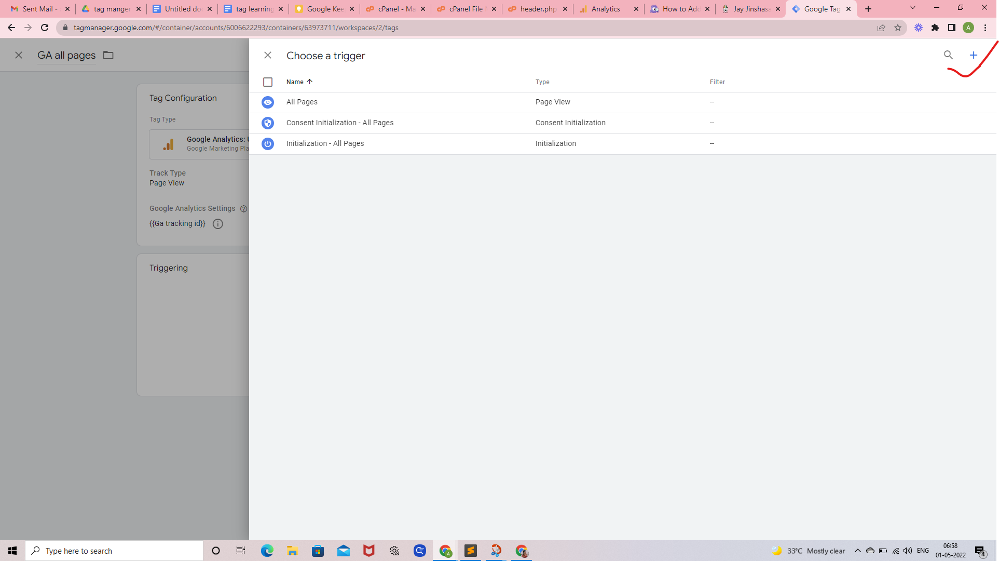 Sent Mail -
tag manger
Untitled do
tag learning
Google Kee
cPanel - Ma
cPanel File
header.php
Analytics
How to Add
Jay Jinshasa
Google Tag
tagmanager.google.com/#/container/accounts/6006622293/containers/63973711/workspaces/2/tags
A
GA all pages
Choose a trigger
Name
Type
Filter
All Pages
Page View
--
Consent Initialization - All Pages
Consent Initialization
--
Initialization - All Pages
Initialization
--
Tag Configuration
Tag Type
Google Analytics:
Google Marketing Pla
Track Type
Page View
Google Analytics Settings
{{Ga tracking id}}
Triggering
Type here to search
33°C Mostly clear
ENG
06:58
01-05-2022
4